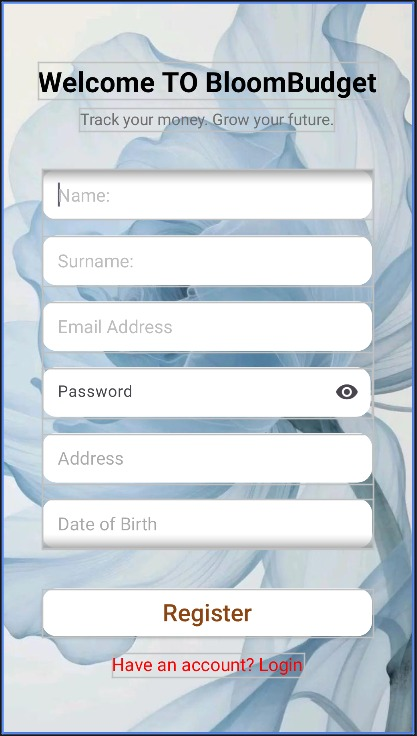 Welcome TO BloomBudget
Track your money. Grow your future.
Name:
Surname:
Email Address
Password
Address
Date of Birth
Register
Have an account? Login